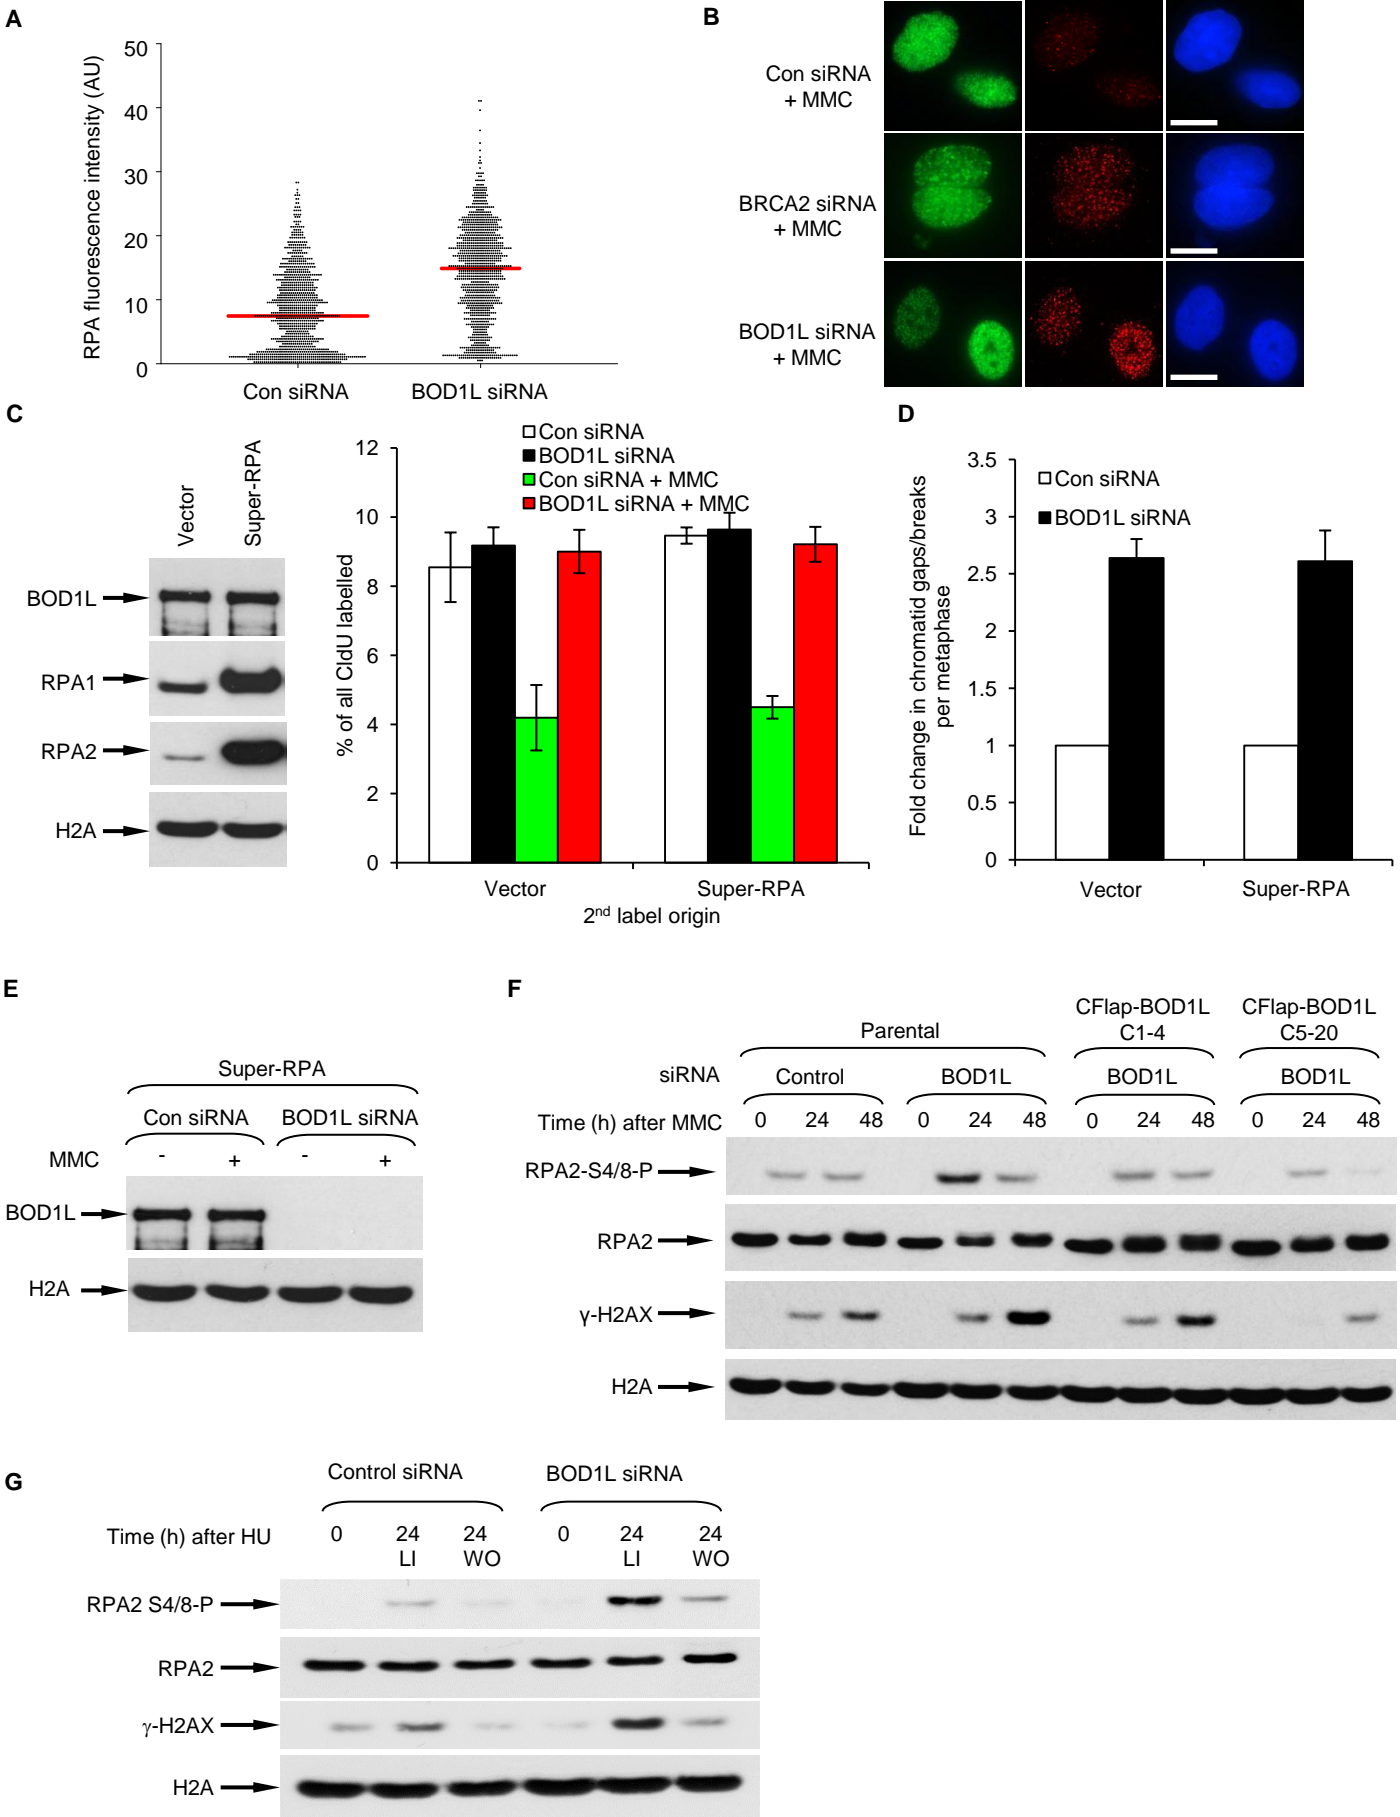 A
RPA fluorescence intensity (AU)
50
40
30
20
10
0
Con siRNA
BOD1L siRNA
B
Con siRNA
+ MMC
BRCA2 siRNA
+ MMC
BOD1L siRNA
+ MMC
C
Vector
Super-RPA
BOD1L
RPA1
RPA2
H2A
Con siRNA
BOD1L siRNA
Con siRNA + MMC
BOD1L siRNA + MMC
% of all CldU labelled
12
10
8
6
4
2
0
Vector
Super-RPA
2nd label origin
D
Fold change in chromatid gaps/breaks
per metaphase
3.5
3
2.5
2
1.5
1
0.5
0
Con siRNA
BOD1L siRNA
Vector
Super-RPA
E
Super-RPA
Con siRNA
BOD1L siRNA
MMC - + - +
BOD1L
H2A
F
Parental
CFlap-BOD1L
C1-4
CFlap-BOD1L
C5-20
siRNA Control BOD1L BOD1L BOD1L
Time (h) after MMC 0 24 48 0 24 48 0 24 48 0 24 48
RPA2-S4/8-P
RPA2
γ-H2AX
H2A
G
Control siRNA
BOD1L siRNA
Time (h) after HU 0 24 24 0 24 24
LI WO LI WO
RPA2 S4/8-P
RPA2
γ-H2AX
H2A